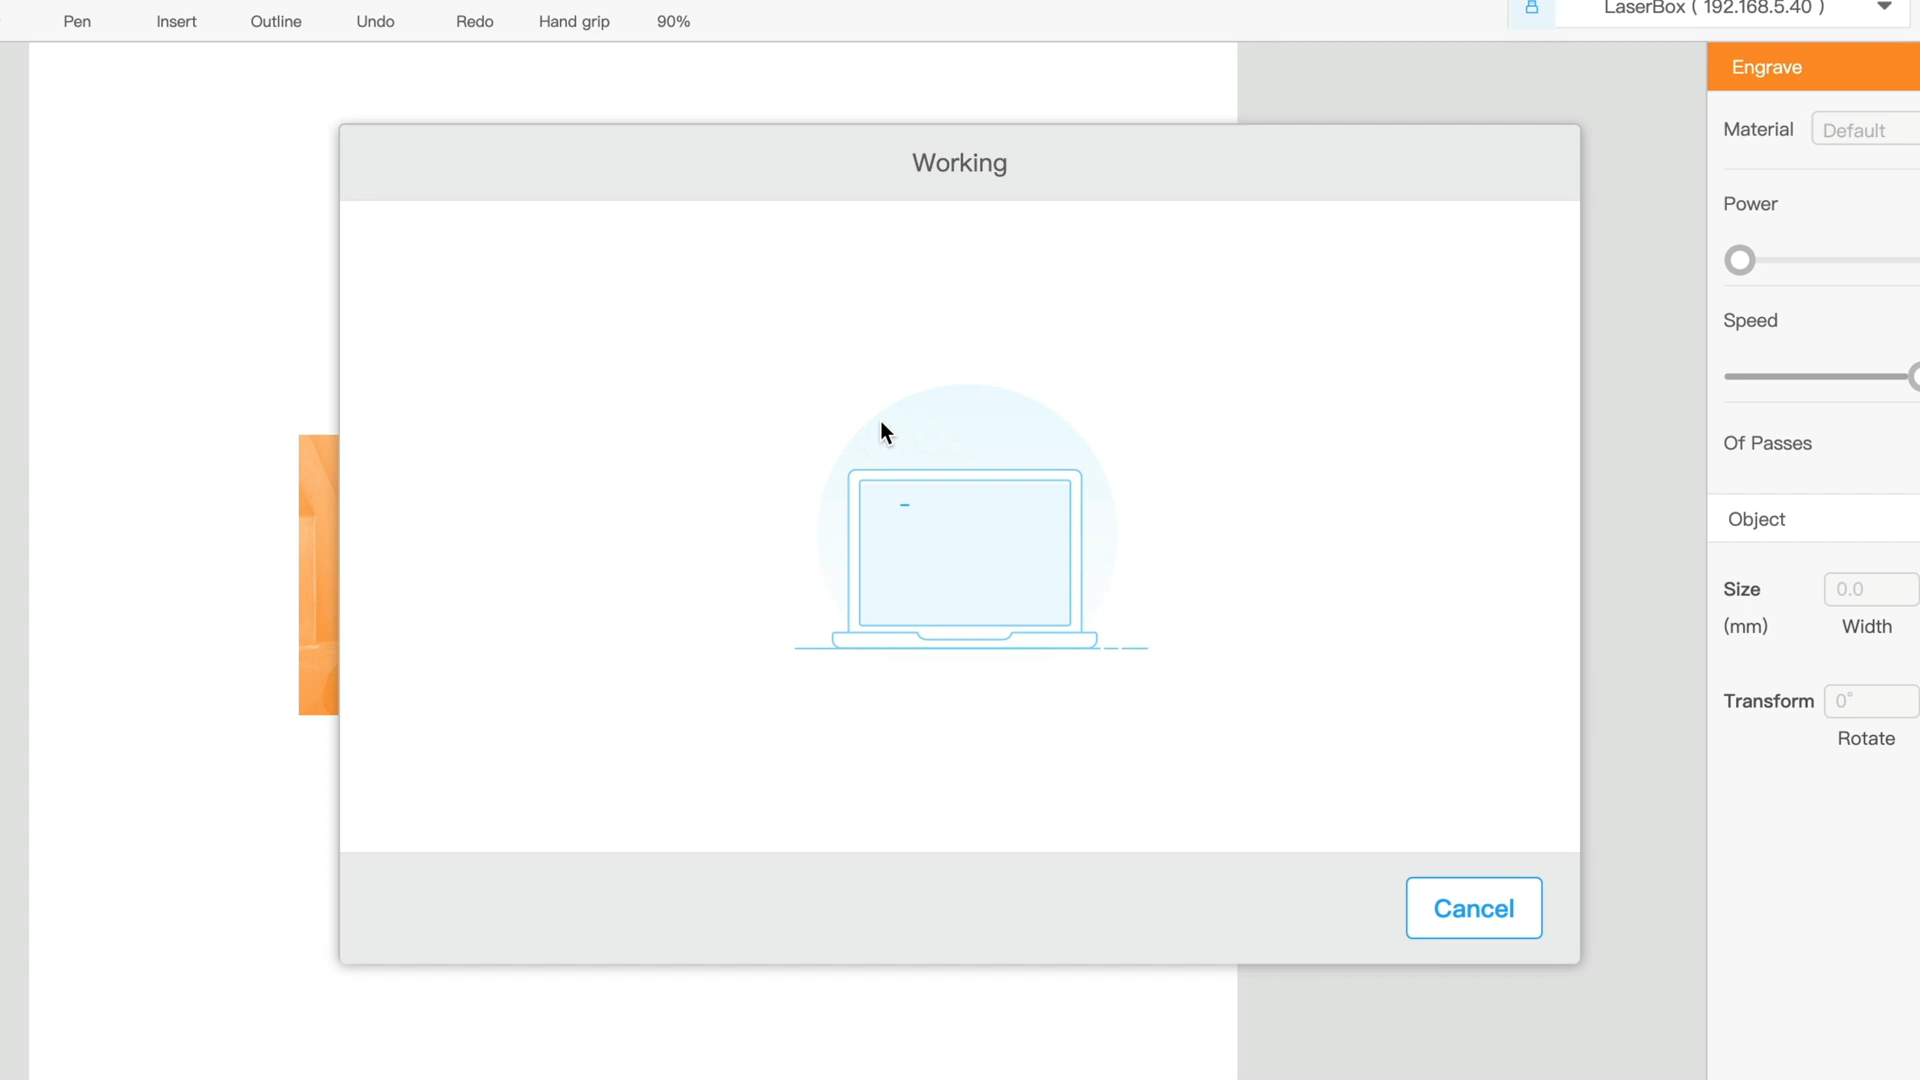 Pen Insert Outline Undo Redo Hand grip 90%
LaserBox ( 192.168.5.40 )
Engrave
Material Default
Working
Power
Speed
Of Passes
Object
Size 0.0
(mm) Width
Transform 0°
Rotate
Cancel